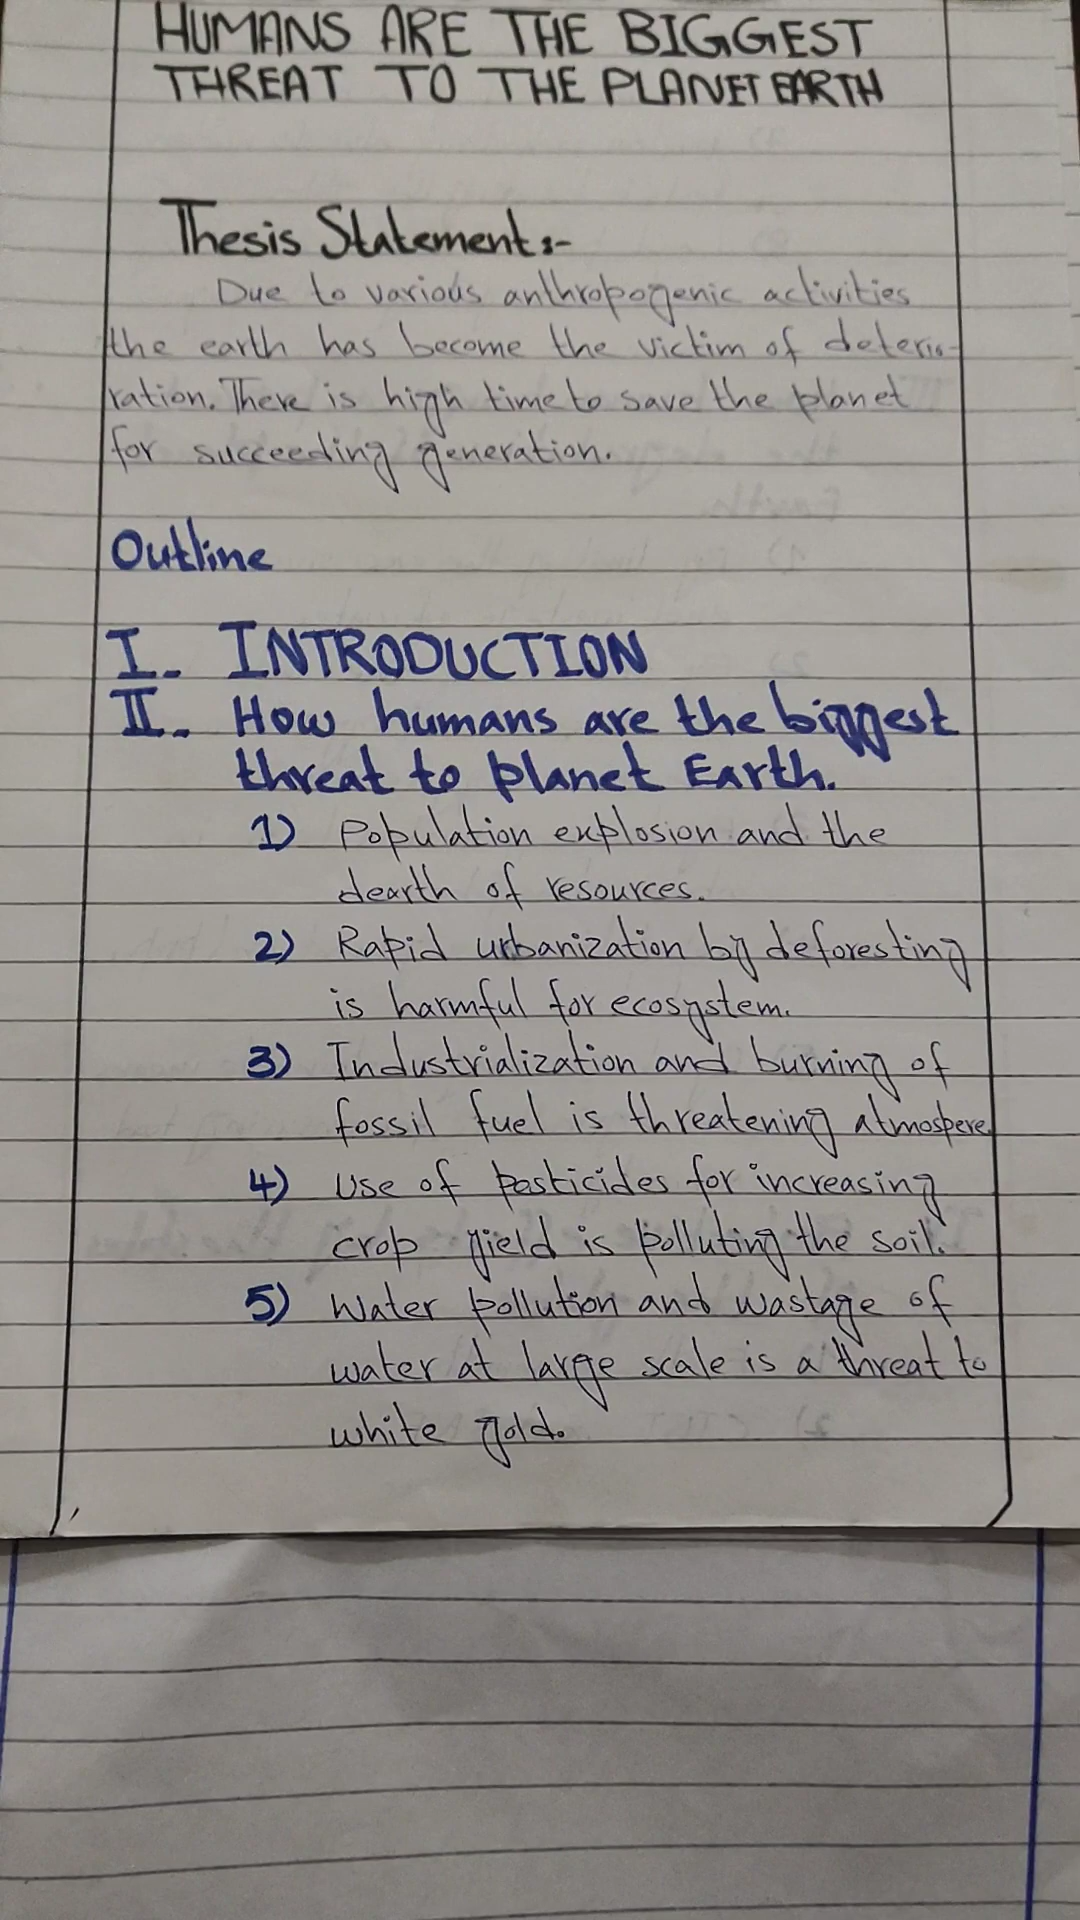 HUMANS ARE THE BIGGEST
THREAT TO THE PLANET EARTH
Thesis Statement:-
Due to various anthropogenic activities
the earth has become the victim of deterio-
ration. There is high time to save the planet
for succeeding generation.
Outline
I. INTRODUCTION
II. How humans are the biggest
threat to planet Earth.
1) Population explosion and the
dearth of resources.
2) Rapid urbanization by deforesting
is harmful for ecosystem.
3) Industrialization and burning of
fossil fuel is threatening atmospere
4) Use of pesticides for increasing
crop yield is polluting the soil.
5) Water pollution and wastage of
water at large scale is a threat to
white gold.